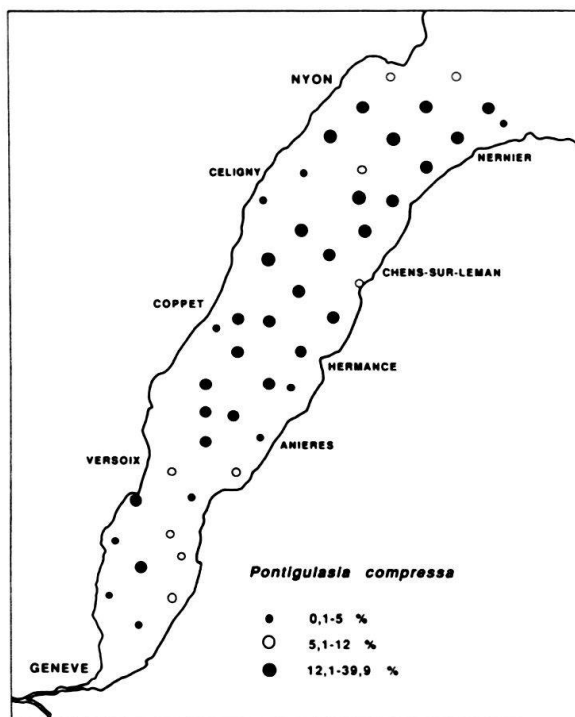 NYON
NERNIER
CELIGNY
CHENS-SUR-LEMAN
COPPET
HERMANCE
ANIERES
VERSOIX
Pontigulasia compressa
0,1-5 %
5,1-12 %
GENEVE
12,1-39,9 %